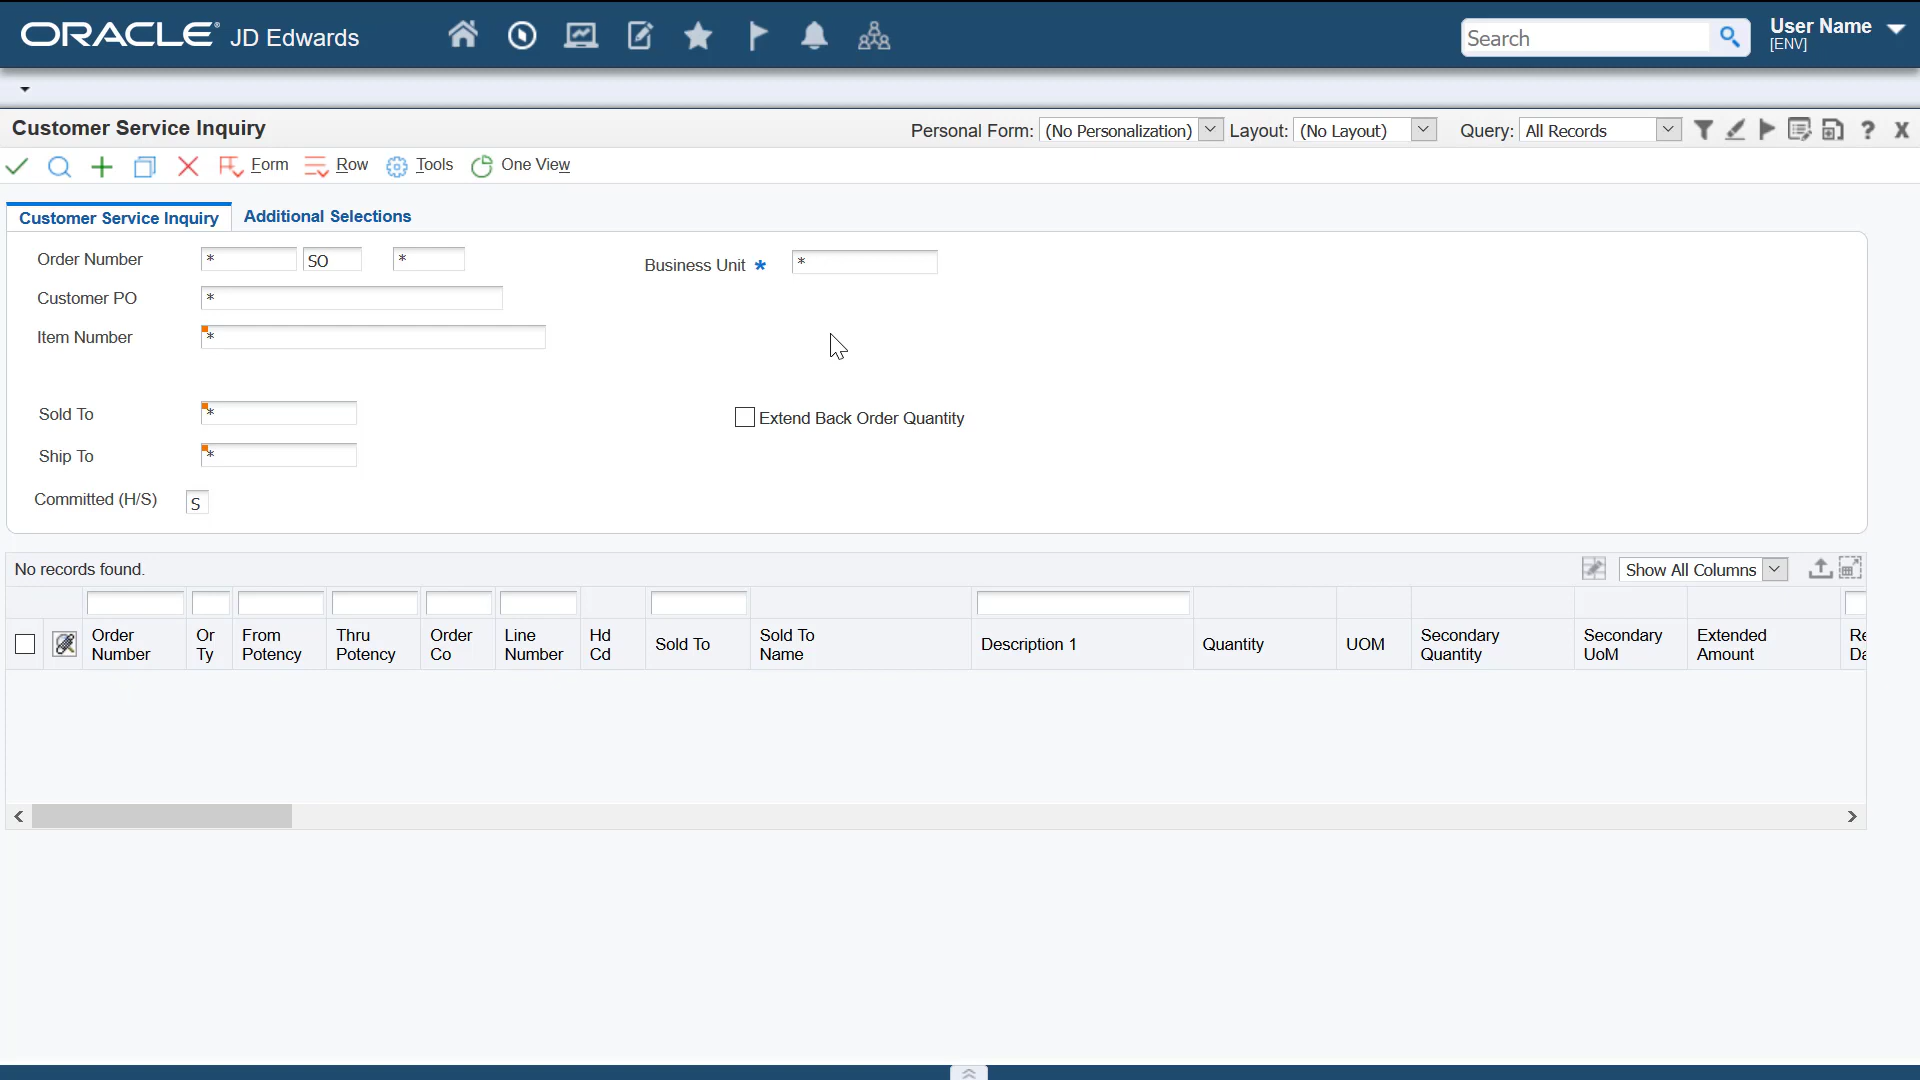 ORACLE JD Edwards
Search
User Name
[ENV]
Customer Service Inquiry
Personal Form: (No Personalization) Layout: (No Layout) Query: All Records
Form Row Tools One View
Customer Service Inquiry Additional Selections
Order Number * SO * Business Unit * *
Customer PO *
Item Number *
Sold To * Extend Back Order Quantity
Ship To *
Committed (H/S) S
No records found. Show All Columns
Order Number Or Ty From Potency Thru Potency Order Co Line Number Hd Cd Sold To Sold To Name Description 1 Quantity UOM Secondary Quantity Secondary UoM Extended Amount